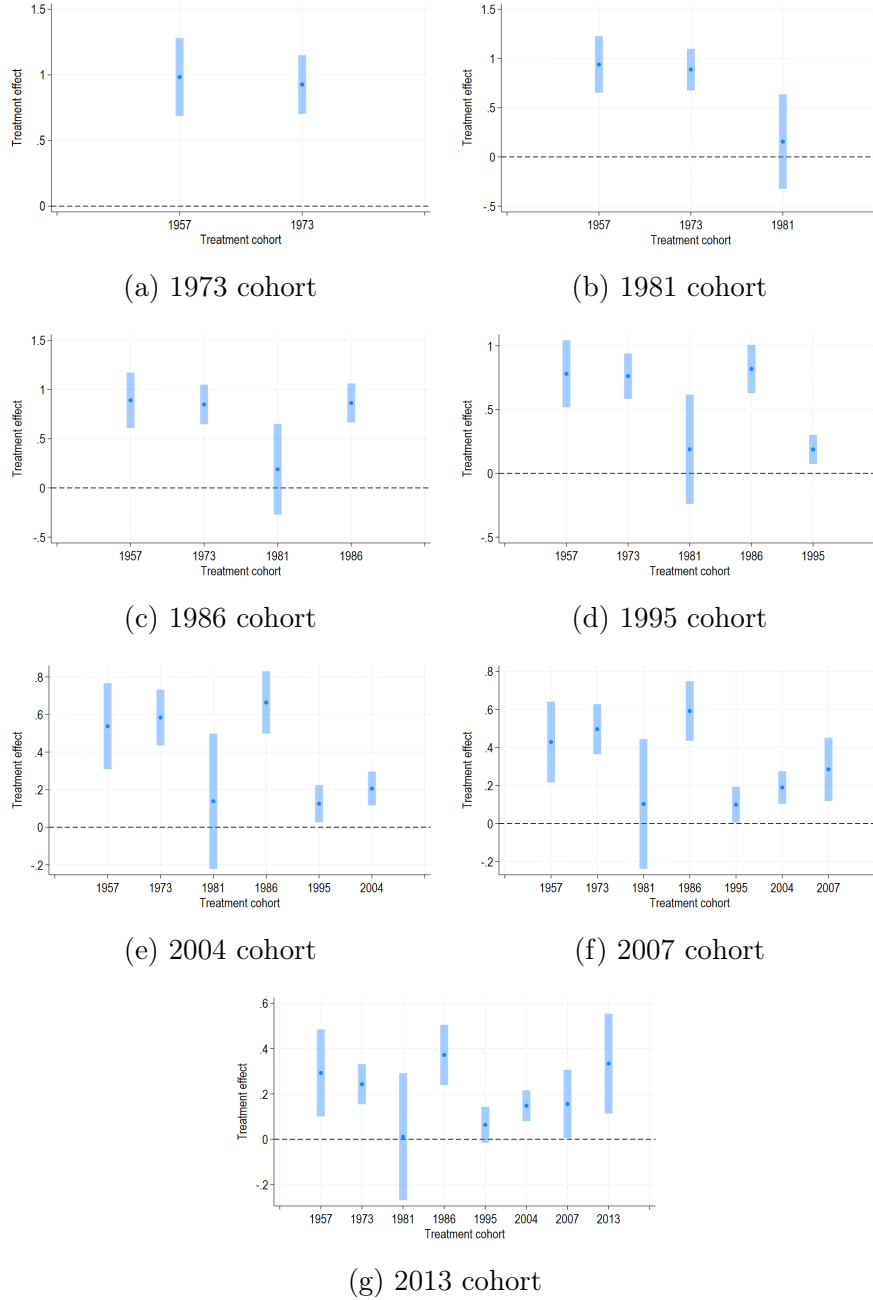 1.5
1
.5
0
Treatment effect
1957 1973
Treatment cohort
(a) 1973 cohort
1.5
1
.5
0
-.5
Treatment effect
1957 1973 1981
Treatment cohort
(b) 1981 cohort
1.5
1
.5
0
-.5
Treatment effect
1957 1973 1981 1986
Treatment cohort
(c) 1986 cohort
1
.5
0
-.5
Treatment effect
1957 1973 1981 1986 1995
Treatment cohort
(d) 1995 cohort
.8
.6
.4
.2
0
-.2
Treatment effect
1957 1973 1981 1986 1995 2004
Treatment cohort
(e) 2004 cohort
.8
.6
.4
.2
0
-.2
Treatment effect
1957 1973 1981 1986 1995 2004 2007
Treatment cohort
(f) 2007 cohort
.6
.4
.2
0
-.2
Treatment effect
1957 1973 1981 1986 1995 2004 2007 2013
Treatment cohort
(g) 2013 cohort